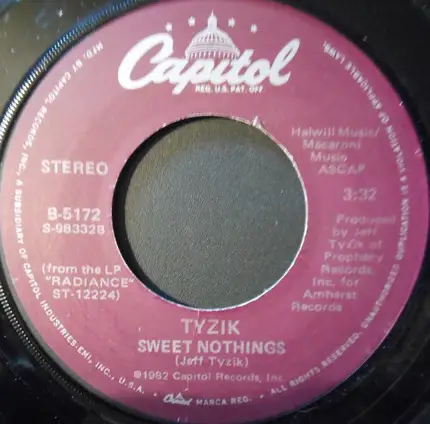 Capitol
REG. U.S. PAT. OFF.
MFG. BY CAPITOL RECORDS, INC., A SUBSIDIARY OF CAPITOL INDUSTRIES-EMI, INC., U.S.A.
STEREO
B-5172
S-98332B
(from the LP
"RADIANCE"
ST-12224)
Halwill Music/
Macaroni
Music
ASCAP
3:32
Produced
by Jeff
Tyzik of
Prophecy
Records,
Inc. for
Amherst
Records
TYZIK
SWEET NOTHINGS
(Jeff Tyzik)
©1982 Capitol Records, Inc.
Capitol MARCA REG. • ALL RIGHTS RESERVED. UNAUTHORIZED DUPLICATION IS A VIOLATION OF APPLICABLE LAWS.